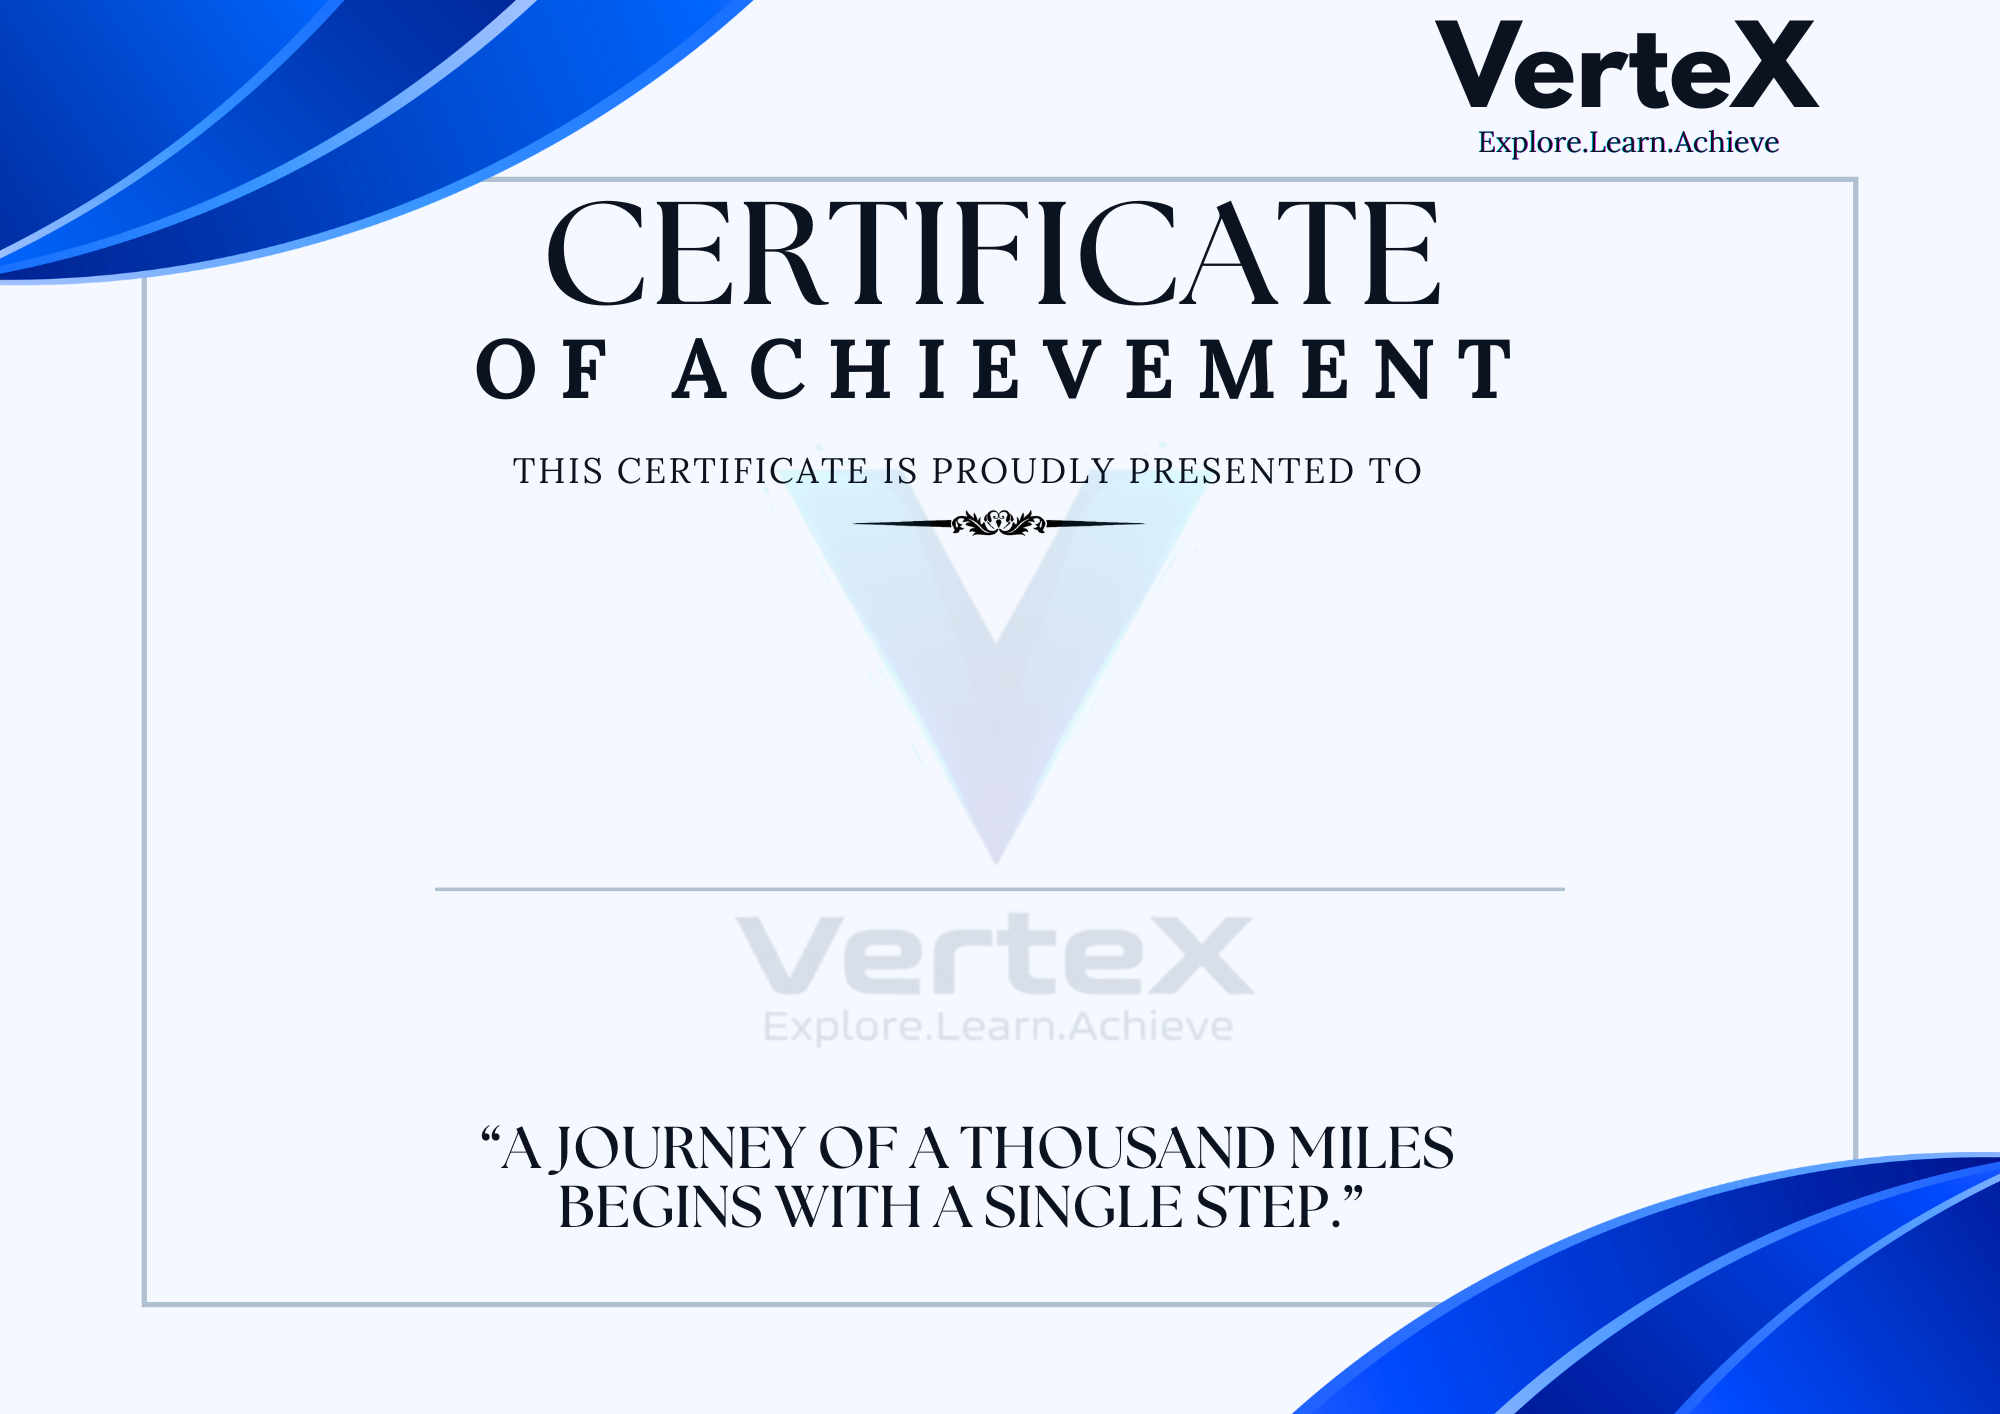 VerteX
Explore.Learn.Achieve
CERTIFICATE
OF ACHIEVEMENT
THIS CERTIFICATE IS PROUDLY PRESENTED TO
VerteX
Explore.Learn.Achieve
“A JOURNEY OF A THOUSAND MILES
BEGINS WITH A SINGLE STEP.”